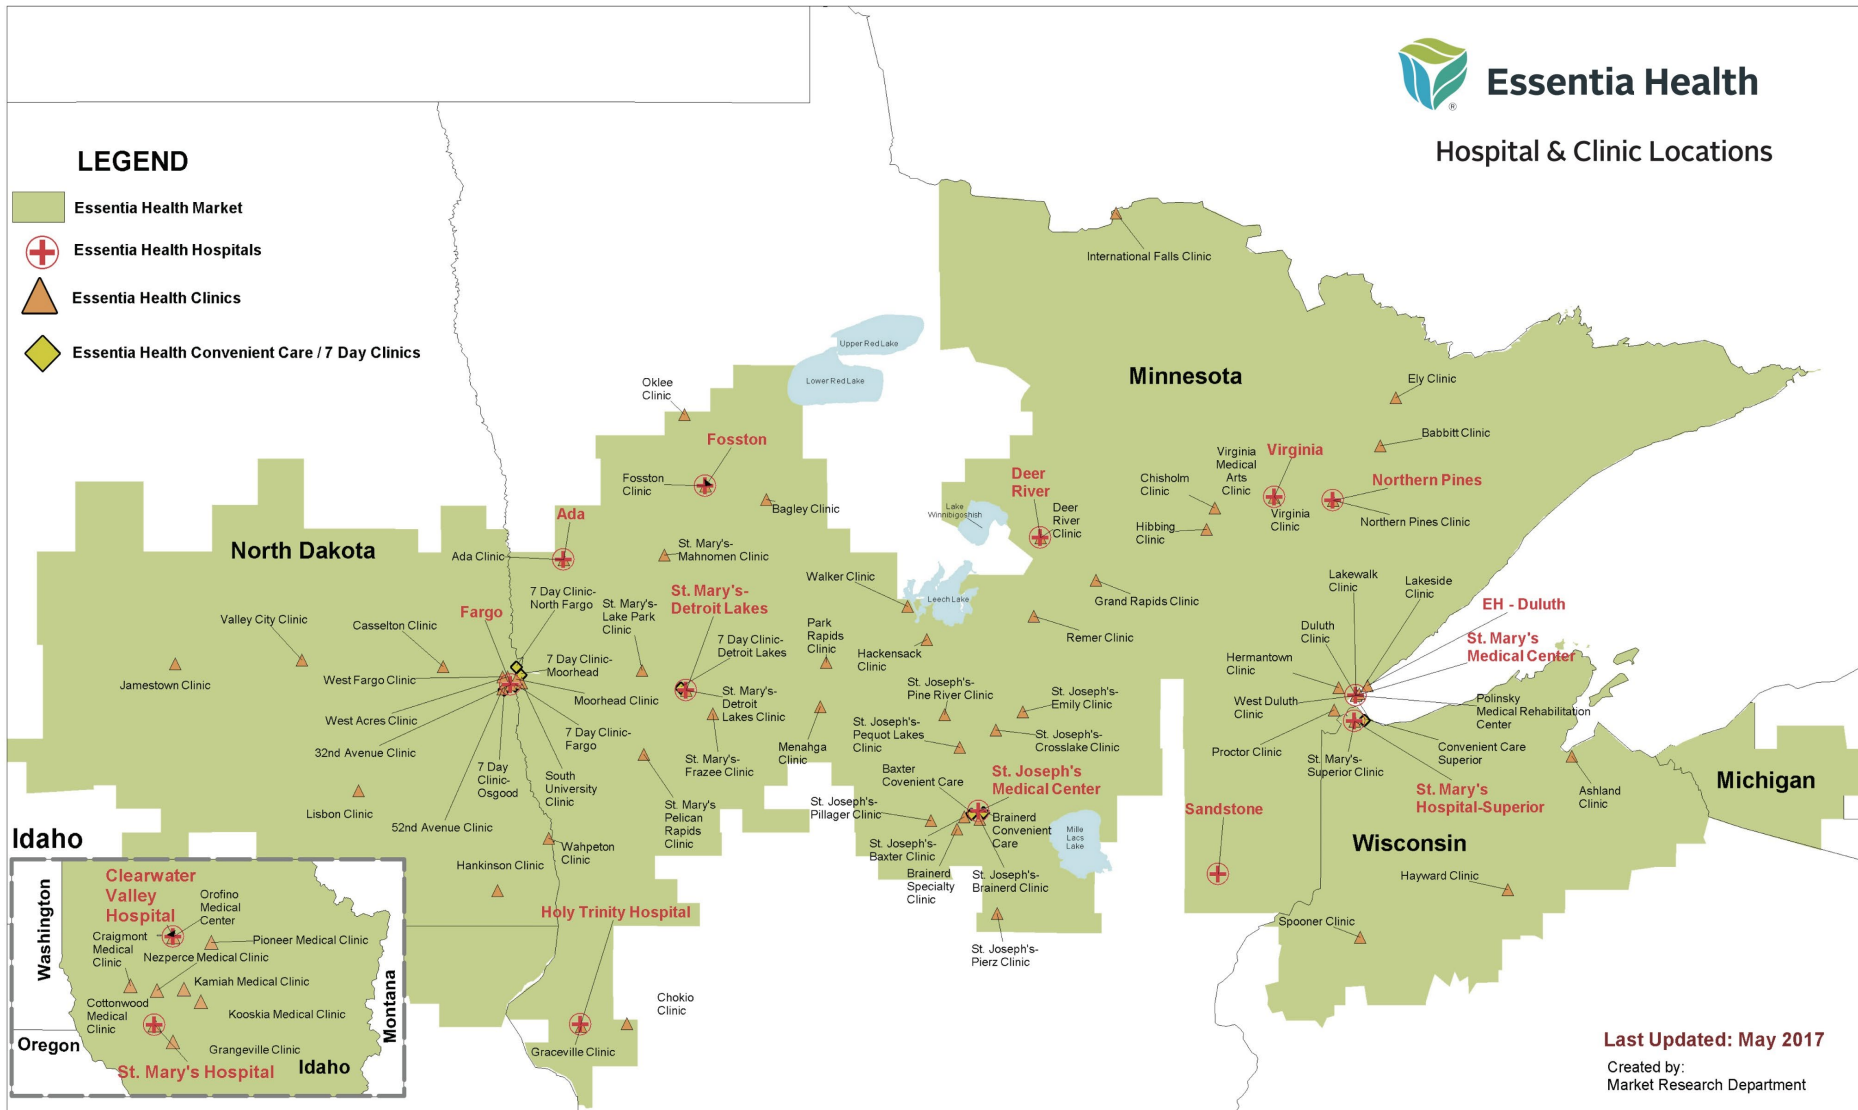 Essentia Health
®
Hospital & Clinic Locations
LEGEND
Essentia Health Market
Essentia Health Hospitals
Essentia Health Clinics
Essentia Health Convenient Care / 7 Day Clinics
International Falls Clinic
Upper Red Lake
Lower Red Lake
Minnesota
Ely Clinic
Babbitt Clinic
Oklee
Clinic
Fosston
Fosston
Clinic
Bagley Clinic
Deer
River
Deer
River
Clinic
Lake
Winnibigoshish
Chisholm
Clinic
Hibbing
Clinic
Virginia
Medical
Arts
Clinic
Virginia
Virginia
Clinic
Northern Pines
Northern Pines Clinic
North Dakota
Ada
Ada Clinic
St. Mary's-
Mahnomen Clinic
Walker Clinic
Leech Lake
Grand Rapids Clinic
Remer Clinic
Hackensack
Clinic
Valley City Clinic
Casselton Clinic
Jamestown Clinic
Fargo
7 Day Clinic-
North Fargo
7 Day Clinic-
Moorhead
Moorhead Clinic
7 Day Clinic-
Fargo
West Fargo Clinic
West Acres Clinic
32nd Avenue Clinic
7 Day
Clinic-
Osgood
South
University
Clinic
52nd Avenue Clinic
Lisbon Clinic
Hankinson Clinic
Wahpeton
Clinic
St. Mary's-
Lake Park
Clinic
St. Mary's-
Detroit Lakes
7 Day Clinic-
Detroit Lakes
St. Mary's-
Detroit
Lakes Clinic
St. Mary's-
Frazee Clinic
St. Mary's
Pelican
Rapids
Clinic
Park
Rapids
Clinic
Menahga
Clinic
St. Joseph's-
Pine River Clinic
St. Joseph's-
Emily Clinic
St. Joseph's-
Pequot Lakes
Clinic
St. Joseph's-
Crosslake Clinic
Baxter
Covenient Care
St. Joseph's
Medical Center
St. Joseph's-
Pillager Clinic
St. Joseph's-
Baxter Clinic
Brainerd
Specialty
Clinic
Brainerd
Convenient
Care
St. Joseph's-
Brainerd Clinic
Mille
Lacs
Lake
St. Joseph's-
Pierz Clinic
Lakewalk
Clinic
Lakeside
Clinic
Duluth
Clinic
Hermantown
Clinic
West Duluth
Clinic
Proctor Clinic
EH - Duluth
St. Mary's
Medical Center
Polinsky
Medical Rehabilitation
Center
Convenient Care
Superior
St. Mary's-
Superior Clinic
St. Mary's
Hospital-Superior
Sandstone
Ashland
Clinic
Michigan
Wisconsin
Hayward Clinic
Spooner Clinic
Holy Trinity Hospital
Chokio
Clinic
Graceville Clinic
Idaho
Washington
Oregon
Montana
Idaho
Clearwater
Valley
Hospital
Orofino
Medical
Center
Craigmont
Medical
Clinic
Pioneer Medical Clinic
Nezperce Medical Clinic
Kamiah Medical Clinic
Cottonwood
Medical
Clinic
Kooskia Medical Clinic
Grangeville Clinic
St. Mary's Hospital
Last Updated: May 2017
Created by:
Market Research Department